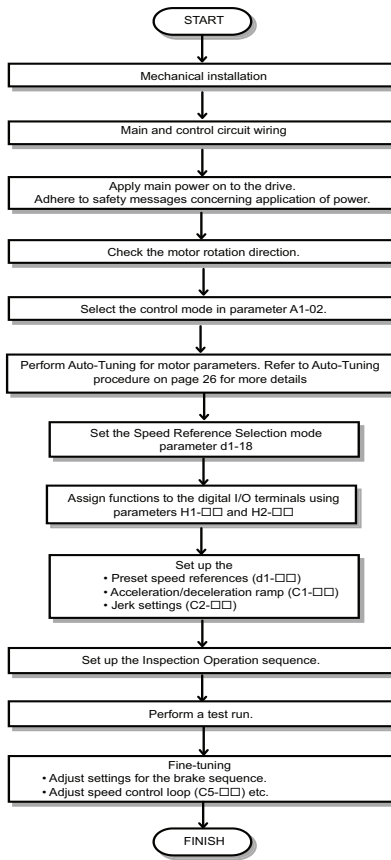 START
Mechanical installation
Main and control circuit wiring
Apply main power on to the drive.
Adhere to safety messages concerning application of power.
Check the motor rotation direction.
Select the control mode in parameter A1-02.
Perform Auto-Tuning for motor parameters. Refer to Auto-Tuning
procedure on page 26 for more details
Set the Speed Reference Selection mode
parameter d1-18
Assign functions to the digital I/O terminals using
parameters H1-□□ and H2-□□
Set up the
• Preset speed references (d1-□□)
• Acceleration/deceleration ramp (C1-□□)
• Jerk settings (C2-□□)
Set up the Inspection Operation sequence.
Perform a test run.
Fine-tuning
• Adjust settings for the brake sequence.
• Adjust speed control loop (C5-□□) etc.
FINISH